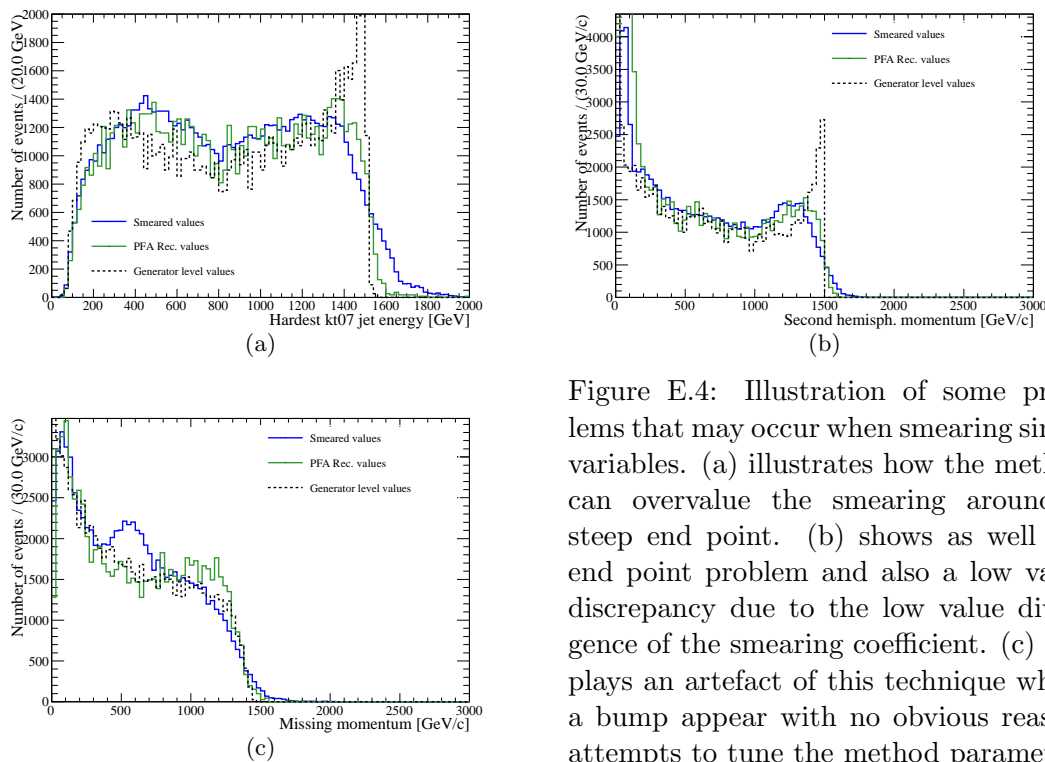 Number of events / (20.0 GeV)
2000
1800
1600
1400
1200
1000
800
600
400
200
0
Smeared values
PFA Rec. values
Generator level values
0 200 400 600 800 1000 1200 1400 1600 1800 2000
Hardest kt07 jet energy [GeV]
(a)
Number of events / (30.0 GeV/c)
4000
3500
3000
2500
2000
1500
1000
500
0
Smeared values
PFA Rec. values
Generator level values
0 500 1000 1500 2000 2500 3000
Second hemisph. momentum [GeV/c]
(b)
Number of events / (30.0 GeV/c)
3000
2500
2000
1500
1000
500
0
Smeared values
PFA Rec. values
Generator level values
0 500 1000 1500 2000 2500 3000
Missing momentum [GeV/c]
(c)
Figure E.4: Illustration of some
lems that may occur when smearing
variables. (a) illustrates how the
can overvalue the smearing around
steep end point. (b) shows as well
end point problem and also a low
discrepancy due to the low value
gence of the smearing coefficient. (c)
plays an artefact of this technique
a bump appear with no obvious
attempts to tune the method